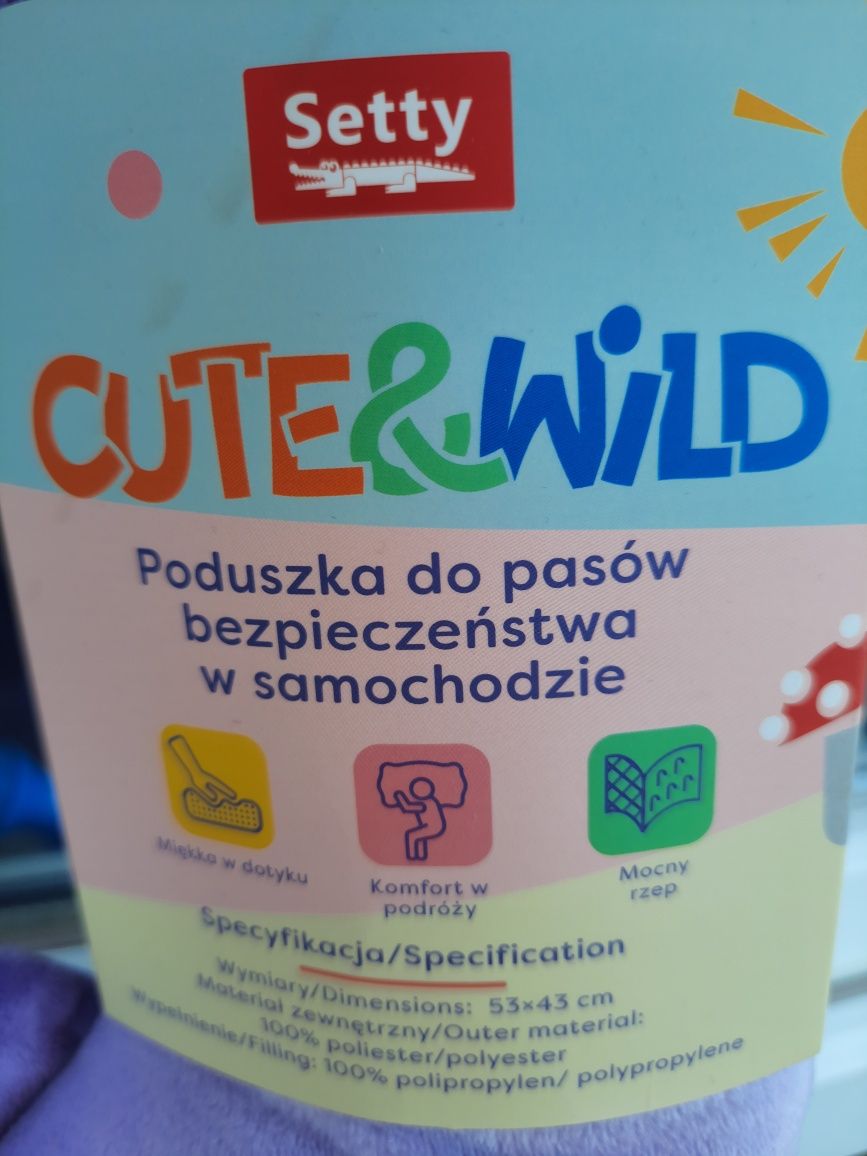 Setty
CUTE&WiLD
Poduszka do pasów
bezpieczeństwa
w samochodzie
Miękka w dotyku
Komfort w
podróży
Mocny
rzep
Specyfikacja/Specification
Wymiary/Dimensions: 53×43 cm
Materiał zewnętrzny/Outer material:
100% poliester/polyester
Wypełnienie/Filling: 100% polipropylen/ polypropylene